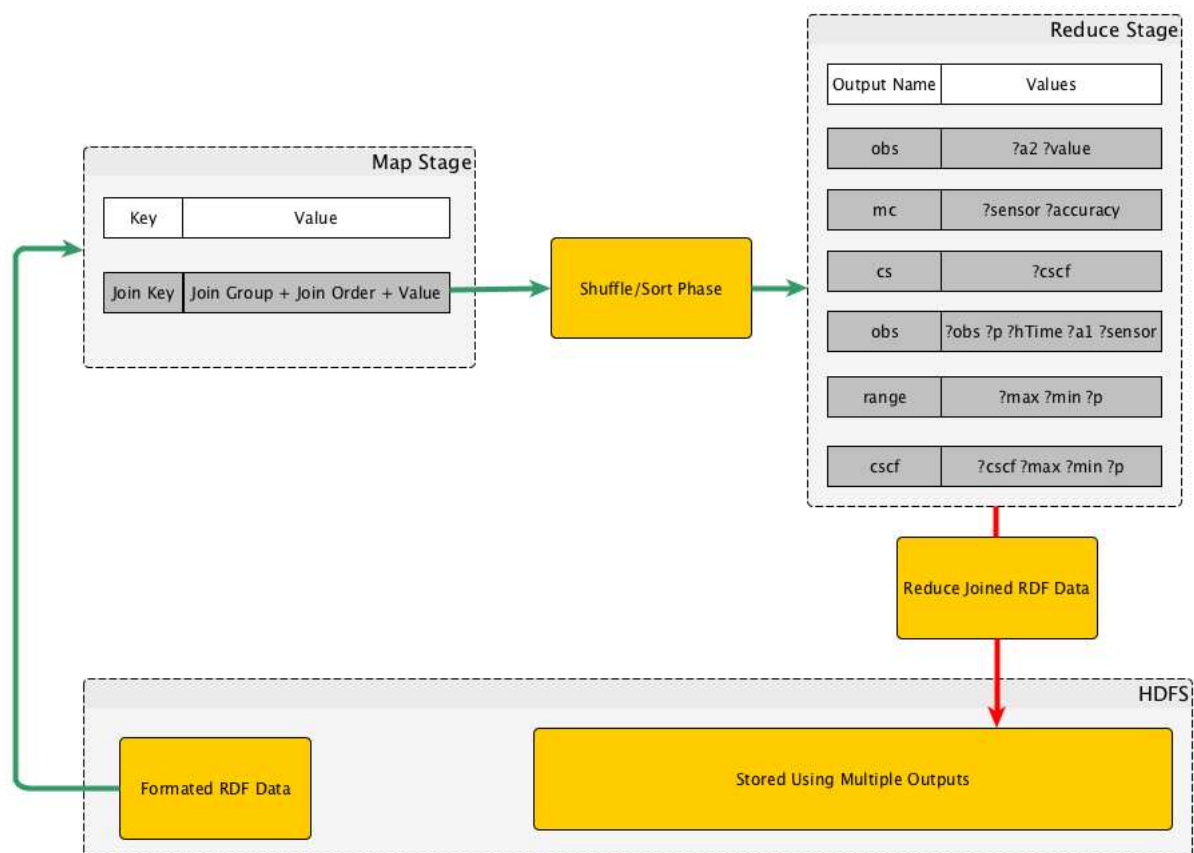 Reduce Stage
Output Name Values
obs ?a2 ?value
mc ?sensor ?accuracy
cs ?cscf
obs ?obs ?p ?hTime ?a1 ?sensor
range ?max ?min ?p
cscf ?cscf ?max ?min ?p
Map Stage
Key Value
Join Key Join Group + Join Order + Value
Shuffle/Sort Phase
Reduce Joined RDF Data
HDFS
Formated RDF Data
Stored Using Multiple Outputs